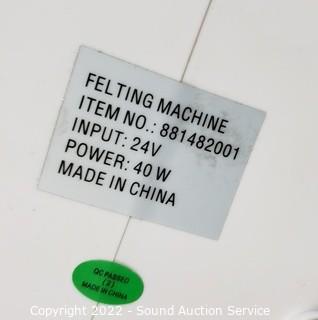 FELTING MACHINE
ITEM NO.: 881482001
INPUT: 24V
POWER: 40 W
MADE IN CHINA
QC PASSED
(2)
MADE IN CHINA
Copyright 2022 - Sound Auction Service